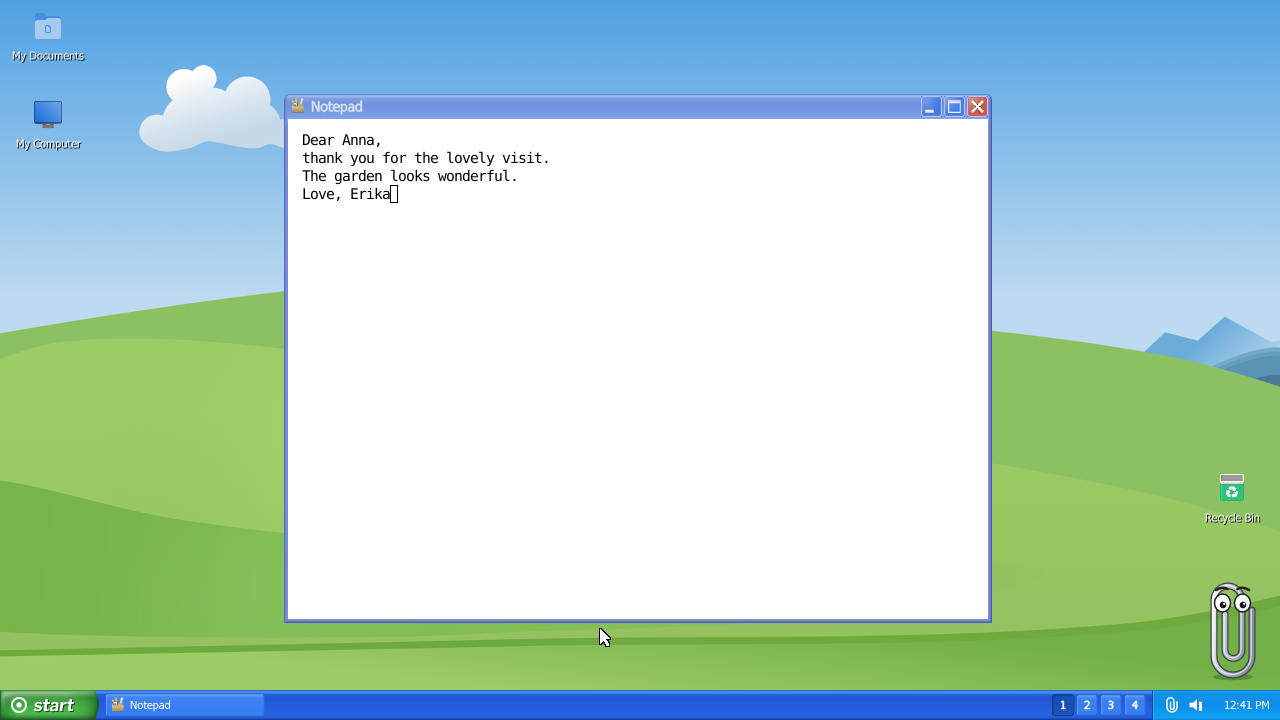 My Documents
My Computer
Notepad
Dear Anna,
thank you for the lovely visit.
The garden looks wonderful.
Love, Erika
Recycle Bin
start
Notepad
1 2 3 4
12:41 PM